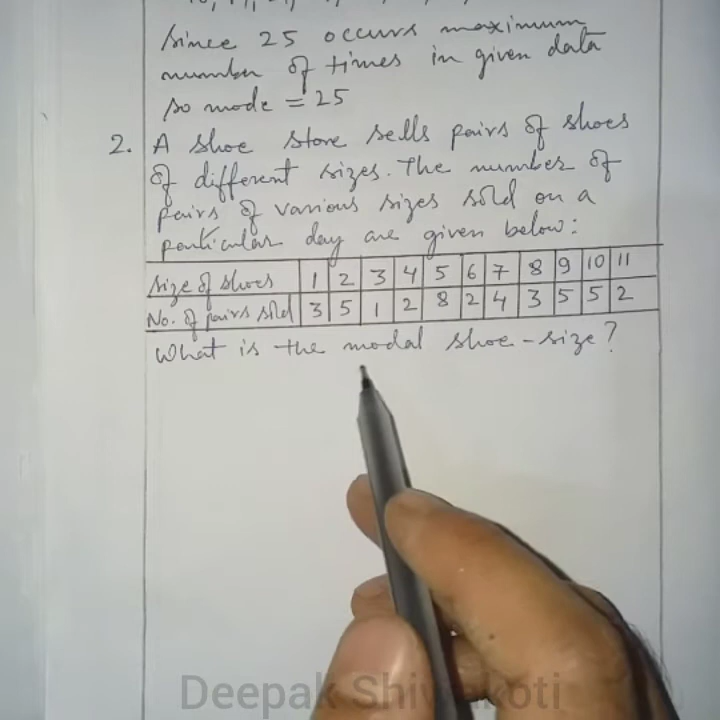 since 25 occurs maximum
number of times in given data
so mode = 25
2. A shoe store sells pairs of shoes
of different sizes. The number of
pairs of various sizes sold on a
particular day are given below:
size of shoes 1 2 3 4 5 6 7 8 9 10 11
No. of pairs sold 3 5 1 2 8 2 4 3 5 5 2
What is the modal shoe-size?
Deepak Shivakoti